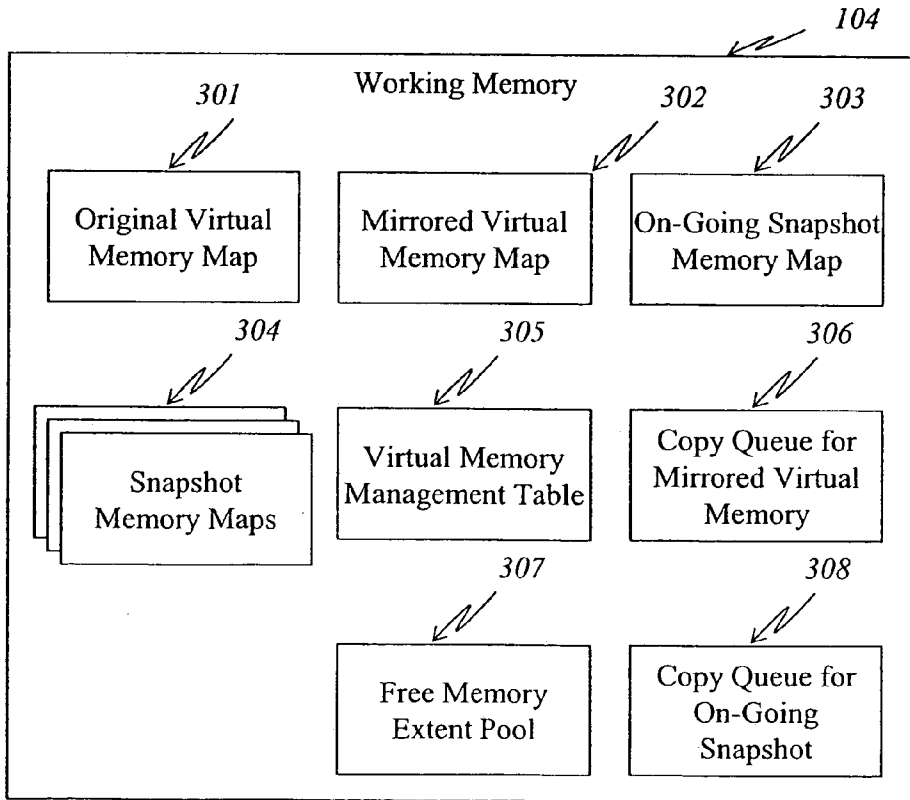 104
Working Memory
301
302
303
Original Virtual
Memory Map
Mirrored Virtual
Memory Map
On-Going Snapshot
Memory Map
304
305
306
Snapshot
Memory Maps
Virtual Memory
Management Table
Copy Queue for
Mirrored Virtual
Memory
307
308
Free Memory
Extent Pool
Copy Queue for
On-Going
Snapshot